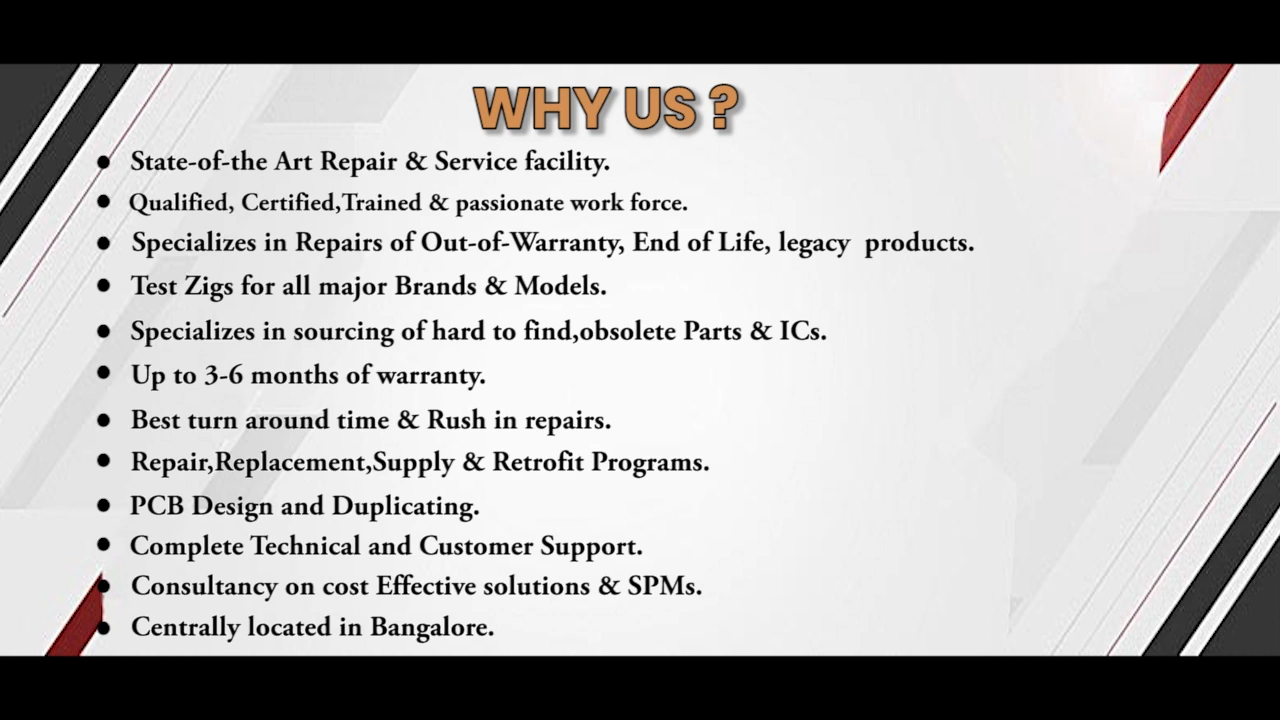 WHY US ?
● State-of-the Art Repair & Service facility.
● Qualified, Certified,Trained & passionate work force.
● Specializes in Repairs of Out-of-Warranty, End of Life, legacy  products.
● Test Zigs for all major Brands & Models.
● Specializes in sourcing of hard to find,obsolete Parts & ICs.
● Up to 3-6 months of warranty.
● Best turn around time & Rush in repairs.
● Repair,Replacement,Supply & Retrofit Programs.
● PCB Design and Duplicating.
● Complete Technical and Customer Support.
● Consultancy on cost Effective solutions & SPMs.
● Centrally located in Bangalore.